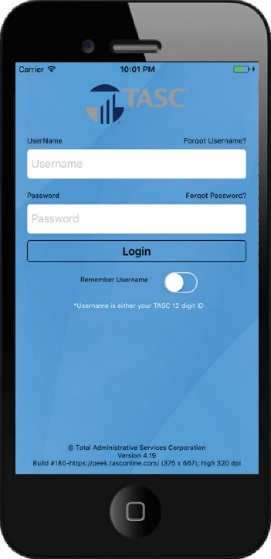 Carrier 10:01 PM
TASC
UserName Forgot Username?
Username
Password Forgot Password?
Password
Login
Remember Username
*Username is either your TASC 12 digit ID
© Total Administrative Services Corporation
Version 4.19
Build #180-https://peek.tasconline.com/ (375 x 667); high 320 dpi